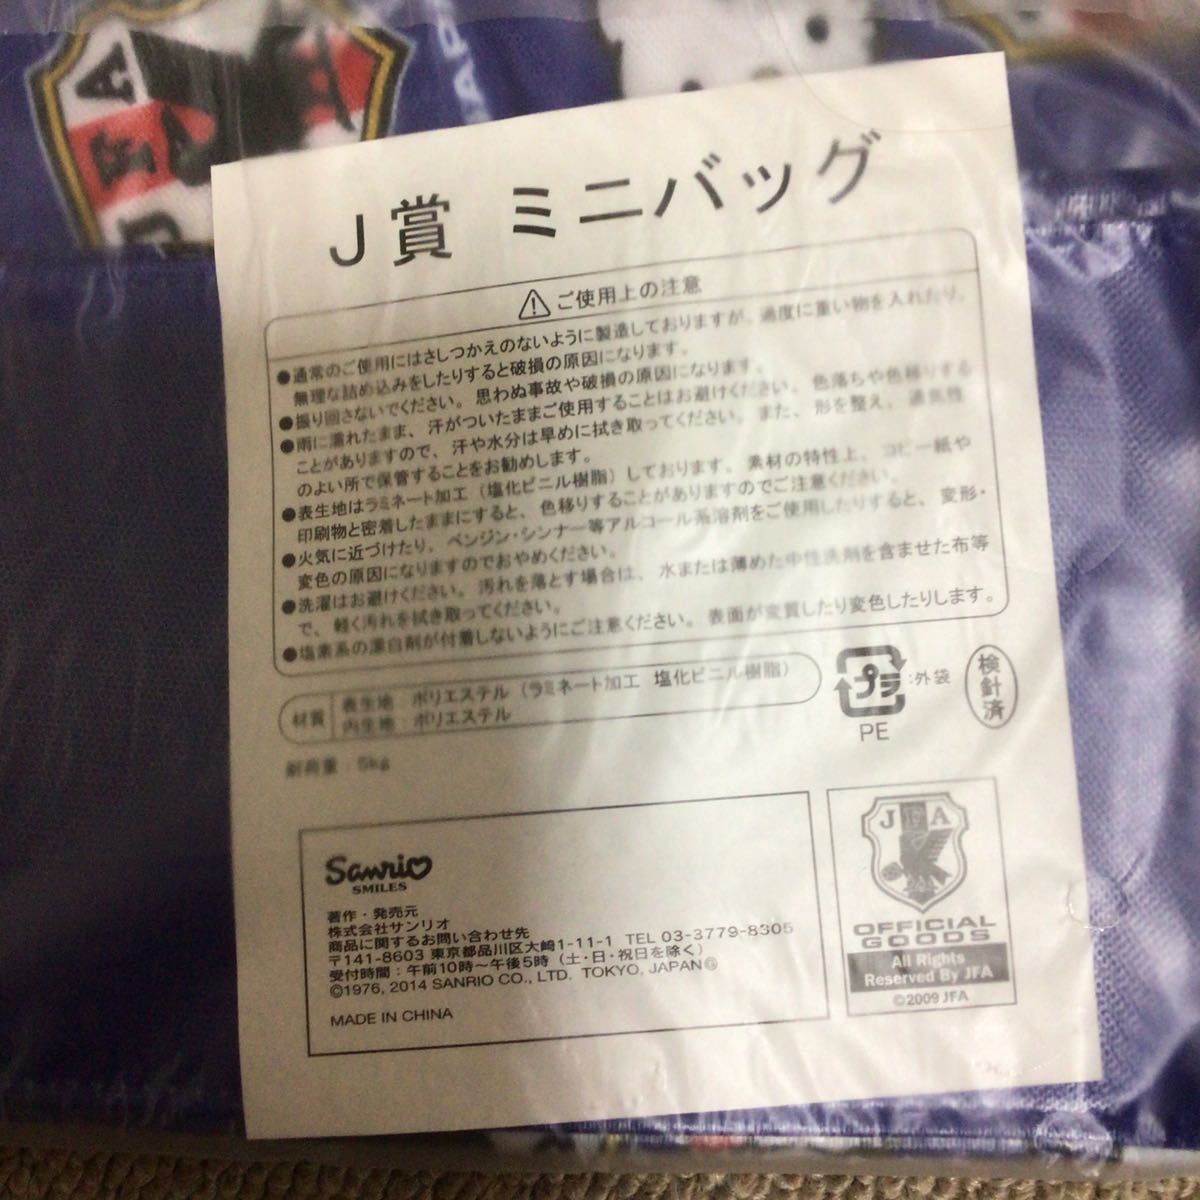 JFA
J賞 ミニバッグ
ご使用上の注意
●通常のご使用にはさしつかえのないように製造しておりますが、過度に重い物を入れたり、
無理な詰め込みをしたりすると破損の原因になります。
●振り回さないでください。思わぬ事故や破損の原因になります。
●雨に濡れたまま、汗がついたままご使用することはお避けください。色落ちや色移りする
ことがありますので、汗や水分は早めに拭き取ってください。また、形を整え、通気性
のよい所で保管することをお勧めします。
●表生地はラミネート加工（塩化ビニル樹脂）しております。素材の特性上、コピー紙や
印刷物と密着したままにすると、色移りすることがありますのでご注意ください。
●火気に近づけたり、ベンジン・シンナー等アルコール系溶剤をご使用したりすると、変形・
変色の原因になりますのでおやめください。
●洗濯はお避けください。汚れを落とす場合は、水または薄めた中性洗剤を含ませた布等
で、軽く汚れを拭き取ってください。
●塩素系の漂白剤が付着しないようにご注意ください。表面が変質したり変色したりします。
材質
表生地：ポリエステル（ラミネート加工 塩化ビニル樹脂）
内生地：ポリエステル
プラ
:外袋
PE
検針済
耐荷重：5kg
Sanrio
SMILES
著作・発売元
株式会社サンリオ
商品に関するお問い合わせ先
〒141-8603 東京都品川区大崎1-11-1 TEL 03-3779-8305
受付時間：午前10時～午後5時（土・日・祝日を除く）
©1976, 2014 SANRIO CO., LTD. TOKYO, JAPAN Ⓖ
MADE IN CHINA
JFA
OFFICIAL
GOODS
All Rights
Reserved By JFA
©2009 JFA